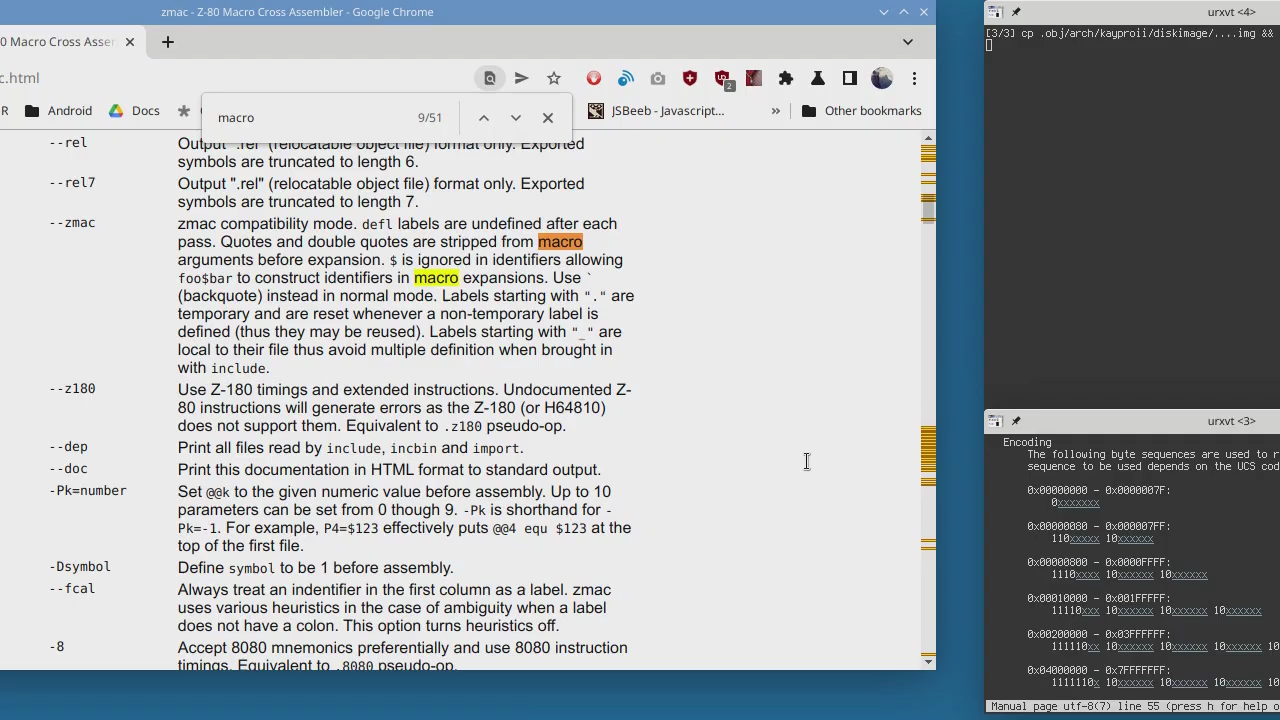 zmac - Z-80 Macro Cross Assembler - Google Chrome
0 Macro Cross Asser
c.html
2
R Android Docs JSBeeb - Javascript... » Other bookmarks
macro 9/51
--rel Output ".rel" (relocatable object file) format only. Exported
symbols are truncated to length 6.
--rel7 Output ".rel" (relocatable object file) format only. Exported
symbols are truncated to length 7.
--zmac zmac compatibility mode. defl labels are undefined after each
pass. Quotes and double quotes are stripped from macro
arguments before expansion. $ is ignored in identifiers allowing
foo$bar to construct identifiers in macro expansions. Use `
(backquote) instead in normal mode. Labels starting with "." are
temporary and are reset whenever a non-temporary label is
defined (thus they may be reused). Labels starting with "_" are
local to their file thus avoid multiple definition when brought in
with include.
--z180 Use Z-180 timings and extended instructions. Undocumented Z-
80 instructions will generate errors as the Z-180 (or H64810)
does not support them. Equivalent to .z180 pseudo-op.
--dep Print all files read by include, incbin and import.
--doc Print this documentation in HTML format to standard output.
-Pk=number Set @@k to the given numeric value before assembly. Up to 10
parameters can be set from 0 though 9. -Pk is shorthand for -
Pk=-1. For example, P4=$123 effectively puts @@4 equ $123 at the
top of the first file.
-Dsymbol Define symbol to be 1 before assembly.
--fcal Always treat an indentifier in the first column as a label. zmac
uses various heuristics in the case of ambiguity when a label
does not have a colon. This option turns heuristics off.
-8 Accept 8080 mnemonics preferentially and use 8080 instruction
timings. Equivalent to .8080 pseudo-op.
urxvt <4>
[3/3] cp .obj/arch/kayproii/diskimage/....img &&
urxvt <3>
Encoding
The following byte sequences are used to r
sequence to be used depends on the UCS cod
0x00000000 - 0x0000007F:
0xxxxxxx
0x00000080 - 0x000007FF:
110xxxxx 10xxxxxx
0x00000800 - 0x0000FFFF:
1110xxxx 10xxxxxx 10xxxxxx
0x00010000 - 0x001FFFFF:
11110xxx 10xxxxxx 10xxxxxx 10xxxxxx
0x00200000 - 0x03FFFFFF:
111110xx 10xxxxxx 10xxxxxx 10xxxxxx 10
0x04000000 - 0x7FFFFFFF:
1111110x 10xxxxxx 10xxxxxx 10xxxxxx 10
Manual page utf-8(7) line 55 (press h for help o